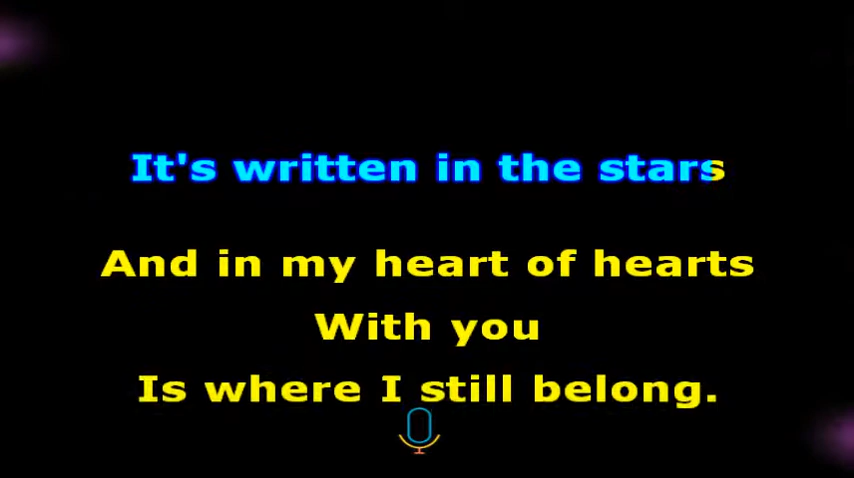 It's written in the stars
And in my heart of hearts
With you
Is where I still belong.